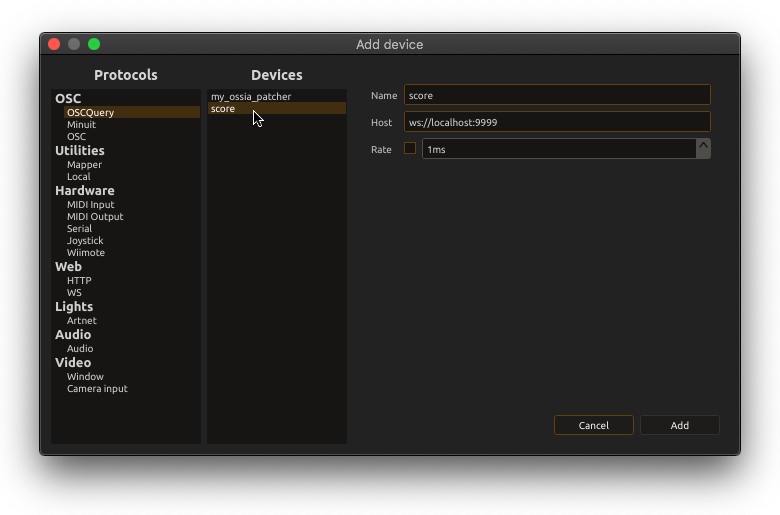 Add device
Protocols
OSC
OSCQuery
Minuit
OSC
Utilities
Mapper
Local
Hardware
MIDI Input
MIDI Output
Serial
Joystick
Wiimote
Web
HTTP
WS
Lights
Artnet
Audio
Audio
Video
Window
Camera input
Devices
my_ossia_patcher
score
Name score
Host ws://localhost:9999
Rate 1ms
Cancel Add